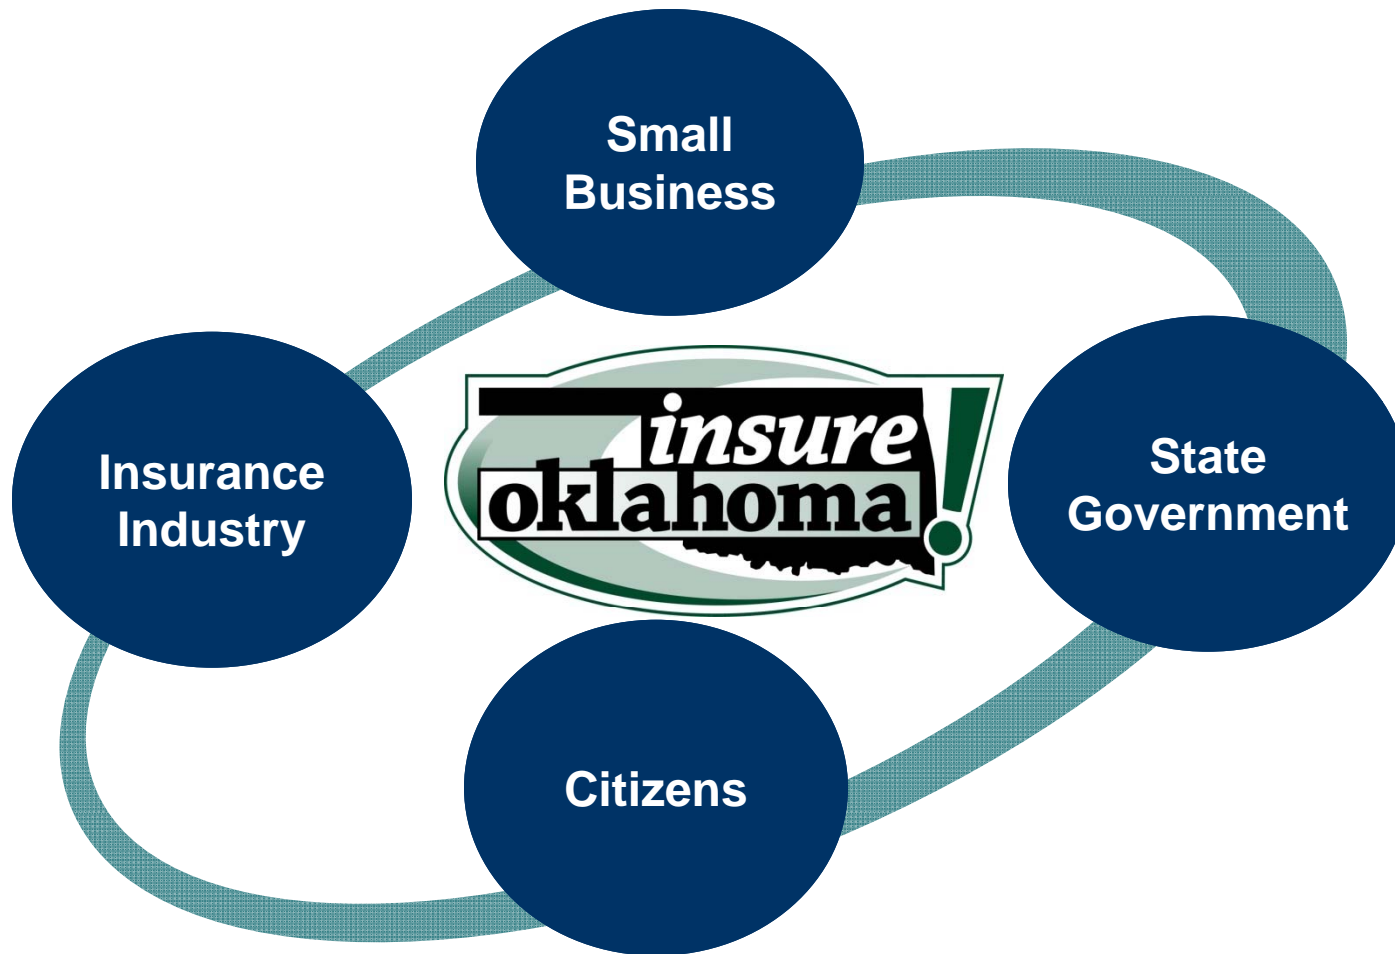 Small
Business
Insurance
Industry
insure
oklahoma!
State
Government
Citizens